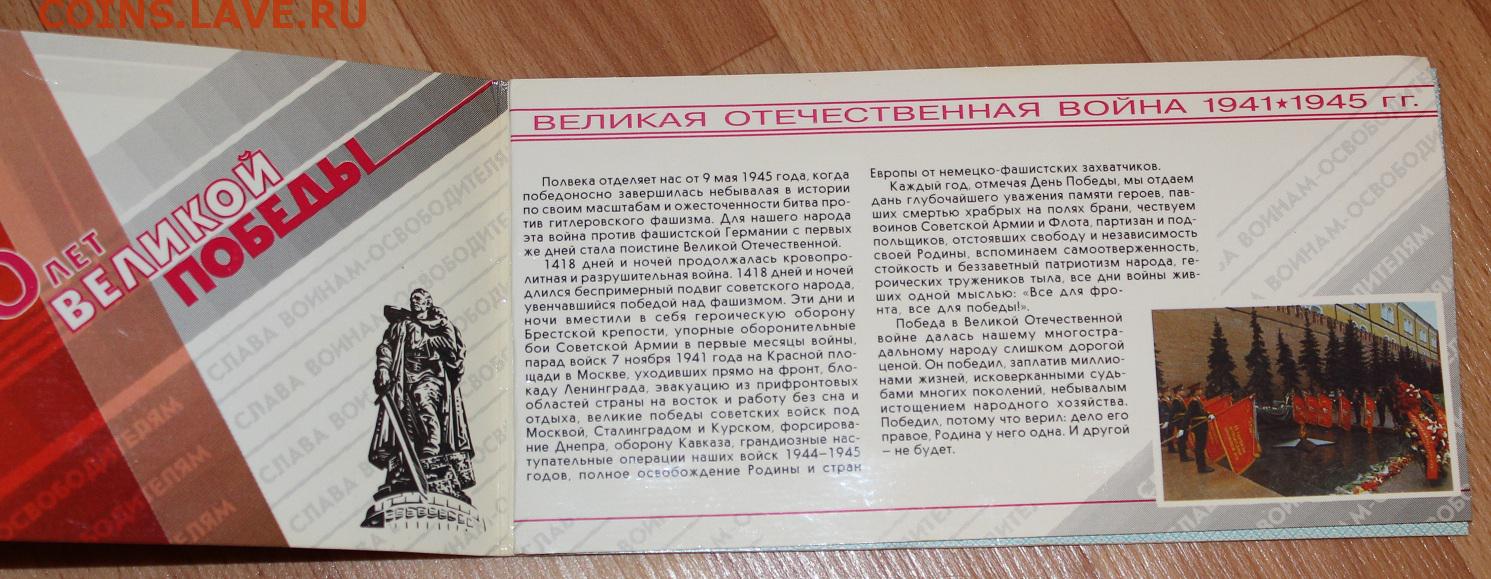 COINS.LAVE.RU
ЛЕТ
ВЕЛИКОЙ
ПОБЕДЫ
СЛАВА ВОИНАМ-ОСВОБОДИТЕЛЯМ
ВЕЛИКАЯ ОТЕЧЕСТВЕННАЯ ВОЙНА 1941★1945 гг.
Полвека отделяет нас от 9 мая 1945 года, когда
победоносно завершилась небывалая в истории
по своим масштабам и ожесточенности битва про-
тив гитлеровского фашизма. Для нашего народа
эта война против фашистской Германии с первых
же дней стала поистине Великой Отечественной.
1418 дней и ночей продолжалась кровопро-
литная и разрушительная война. 1418 дней и ночей
длился беспримерный подвиг советского народа,
увенчавшийся победой над фашизмом. Эти дни и
ночи вместили в себя героическую оборону
Брестской крепости, упорные оборонительные
бои Советской Армии в первые месяцы войны,
парад войск 7 ноября 1941 года на Красной пло-
щади в Москве, уходивших прямо на фронт, бло-
каду Ленинграда, эвакуацию из прифронтовых
областей страны на восток и работу без сна и
отдыха, великие победы советских войск под
Москвой, Сталинградом и Курском, форсирова-
ние Днепра, оборону Кавказа, грандиозные нас-
тупательные операции наших войск 1944–1945
годов, полное освобождение Родины и стран
Европы от немецко-фашистских захватчиков.
Каждый год, отмечая День Победы, мы отдаем
дань глубочайшего уважения памяти героев, пав-
ших смертью храбрых на полях брани, чествуем
воинов Советской Армии и Флота, партизан и под-
польщиков, отстоявших свободу и независимость
своей Родины, вспоминаем самоотверженность,
стойкость и беззаветный патриотизм народа, ге-
роических тружеников тыла, все дни войны жив-
ших одной мыслью: «Все для фро-
нта, все для победы!».
Победа в Великой Отечественной
войне далась нашему многостра-
дальному народу слишком дорогой
ценой. Он победил, заплатив миллио-
нами жизней, исковерканными судь-
бами многих поколений, небывалым
истощением народного хозяйства.
Победил, потому что верил: дело его
правое, Родина у него одна. И другой
– не будет.